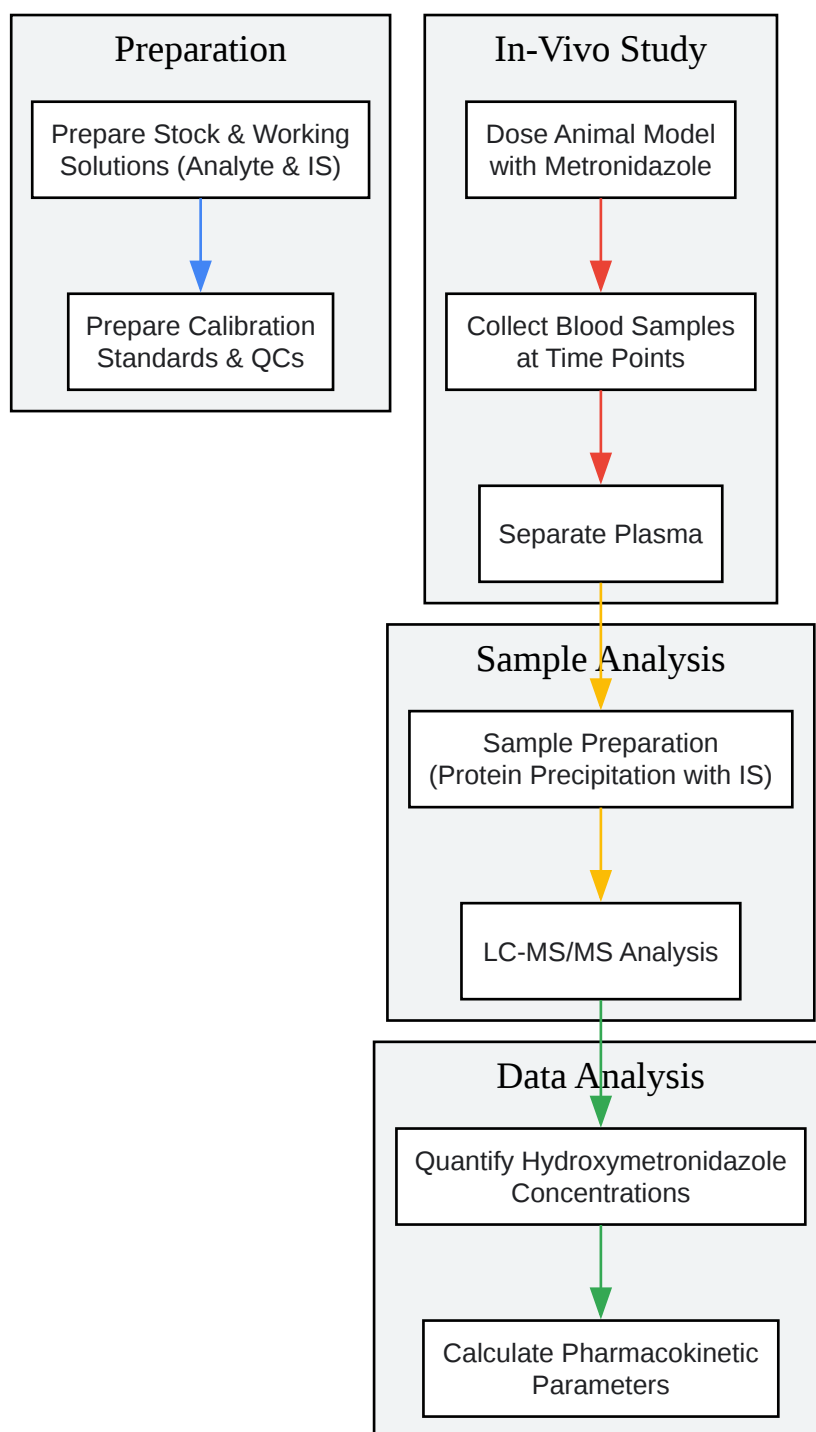 Preparation
Prepare Stock & Working
Solutions (Analyte & IS)
Prepare Calibration
Standards & QCs
In-Vivo Study
Dose Animal Model
with Metronidazole
Collect Blood Samples
at Time Points
Separate Plasma
Sample Analysis
Sample Preparation
(Protein Precipitation with IS)
LC-MS/MS Analysis
Data Analysis
Quantify Hydroxymetronidazole
Concentrations
Calculate Pharmacokinetic
Parameters